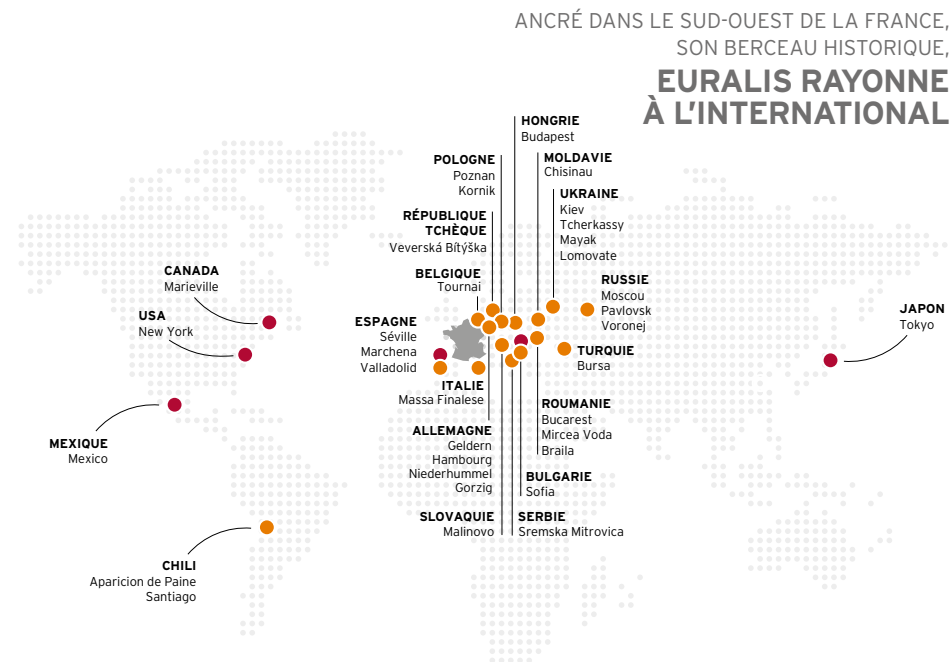 ANCRÉ DANS LE SUD-OUEST DE LA FRANCE,
SON BERCEAU HISTORIQUE,
EURALIS RAYONNE
À L'INTERNATIONAL
HONGRIE
Budapest
POLOGNE
Poznan
Kornik
MOLDAVIE
Chisinau
UKRAINE
Kiev
Tcherkassy
Mayak
Lomovate
RÉPUBLIQUE
TCHÈQUE
Veverská Bítýška
BELGIQUE
Tournai
CANADA
Marieville
RUSSIE
Moscou
Pavlovsk
Voronej
USA
New York
ESPAGNE
Séville
Marchena
Valladolid
JAPON
Tokyo
TURQUIE
Bursa
ITALIE
Massa Finalese
ROUMANIE
Bucarest
Mircea Voda
Braila
ALLEMAGNE
Geldern
Hambourg
Niederhummel
Gorzig
MEXIQUE
Mexico
BULGARIE
Sofia
SLOVAQUIE
Malinovo
SERBIE
Sremska Mitrovica
CHILI
Aparicion de Paine
Santiago